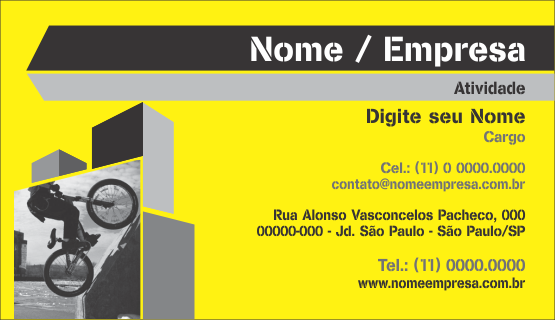 Nome / Empresa
Atividade
Digite seu Nome
Cargo
Cel.: (11) 0 0000.0000
contato@nomeempresa.com.br
Rua Alonso Vasconcelos Pacheco, 000
00000-000 - Jd. São Paulo - São Paulo/SP
Tel.: (11) 0000.0000
www.nomeempresa.com.br